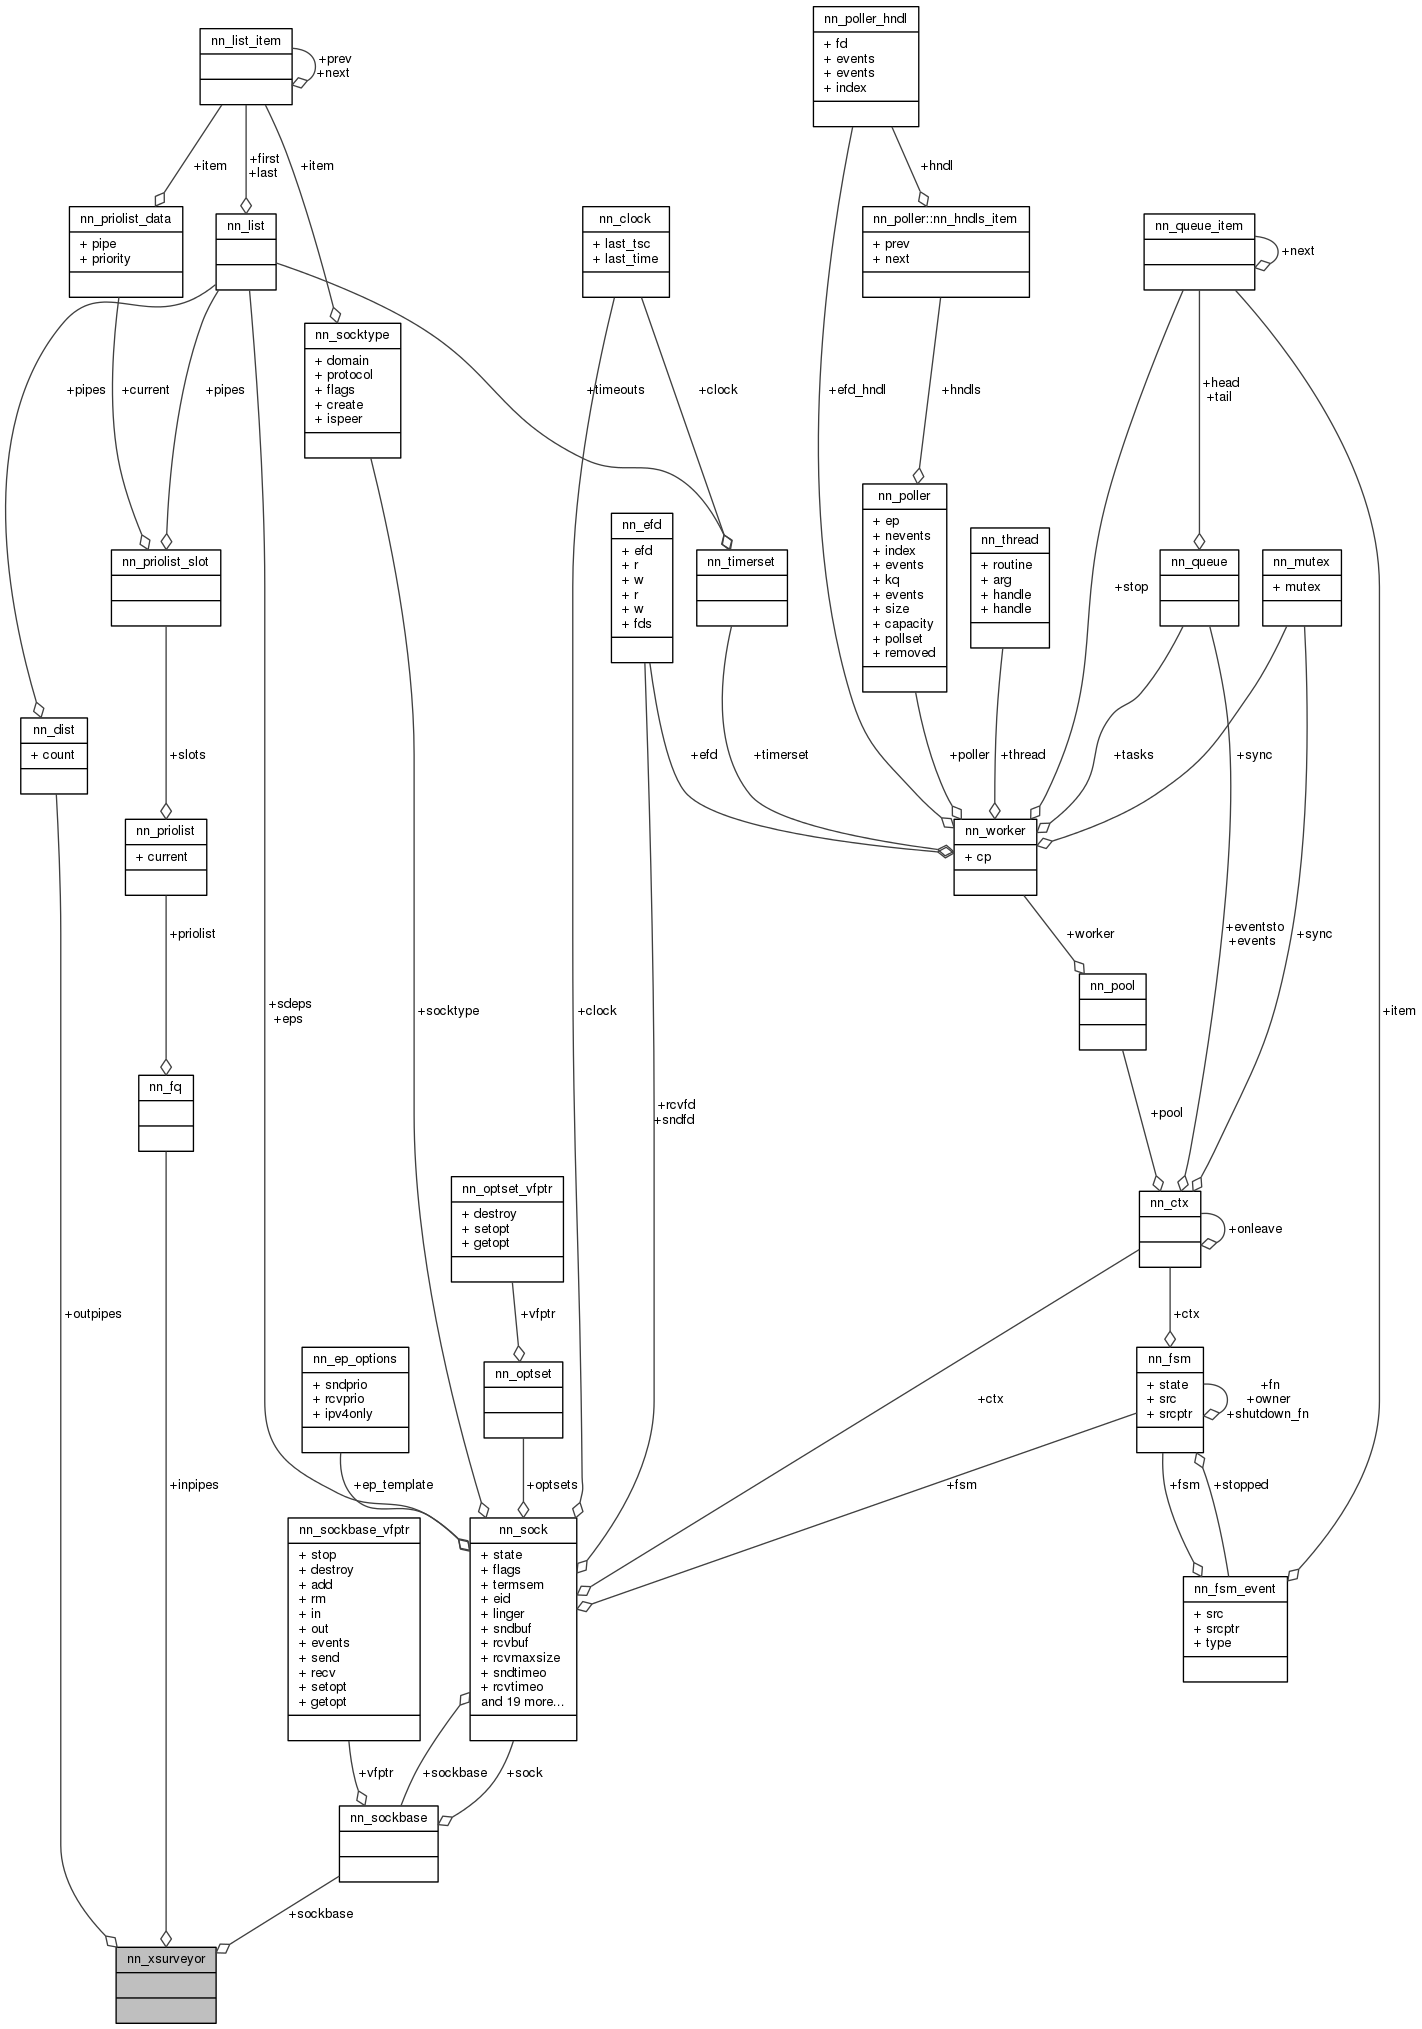 nn_poller_hndl
+ fd
+ events
+ events
+ index
nn_list_item
+prev
+next
+item
+first
+last
+item
+hndl
nn_priolist_data
+ pipe
+ priority
nn_list
nn_clock
+ last_tsc
+ last_time
nn_poller::nn_hndls_item
+ prev
+ next
nn_queue_item
+next
nn_socktype
+ domain
+ protocol
+ flags
+ create
+ ispeer
+pipes
+current
+pipes
+timeouts
+clock
+efd_hndl
+hndls
+head
+tail
nn_poller
+ ep
+ nevents
+ index
+ events
+ kq
+ events
+ size
+ capacity
+ pollset
+ removed
nn_efd
+ efd
+ r
+ w
+ r
+ w
+ fds
nn_thread
+ routine
+ arg
+ handle
+ handle
nn_priolist_slot
nn_timerset
+stop
nn_queue
nn_mutex
+ mutex
nn_dist
+ count
+slots
+efd
+timerset
+poller
+thread
+tasks
+sync
nn_priolist
+ current
nn_worker
+ cp
+priolist
+worker
+eventsto
+events
+sync
nn_pool
+sdeps
+eps
+socktype
+clock
+item
nn_fq
+rcvfd
+sndfd
+pool
nn_optset_vfptr
+ destroy
+ setopt
+ getopt
nn_ctx
+onleave
+outpipes
+vfptr
+ctx
nn_ep_options
+ sndprio
+ rcvprio
+ ipv4only
nn_optset
+ctx
nn_fsm
+ state
+ src
+ srcptr
+fn
+owner
+shutdown_fn
+inpipes
+ep_template
+optsets
+fsm
+fsm
+stopped
nn_sockbase_vfptr
+ stop
+ destroy
+ add
+ rm
+ in
+ out
+ events
+ send
+ recv
+ setopt
+ getopt
nn_sock
+ state
+ flags
+ termsem
+ eid
+ linger
+ sndbuf
+ rcvbuf
+ rcvmaxsize
+ sndtimeo
+ rcvtimeo
and 19 more...
nn_fsm_event
+ src
+ srcptr
+ type
+vfptr
+sockbase
+sock
nn_sockbase
+sockbase
nn_xsurveyor